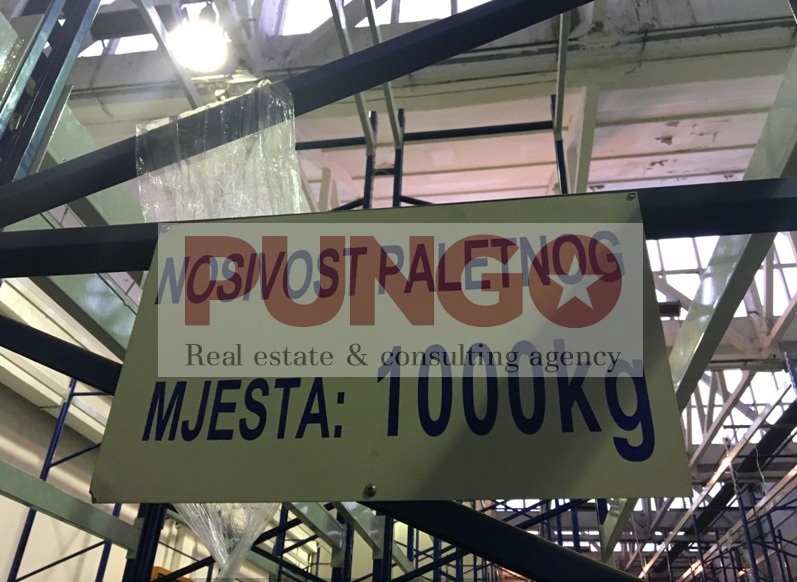 NOSIVOST PALETNOG
PUNGO
Real estate & consulting agency
MJESTA: 1000kg